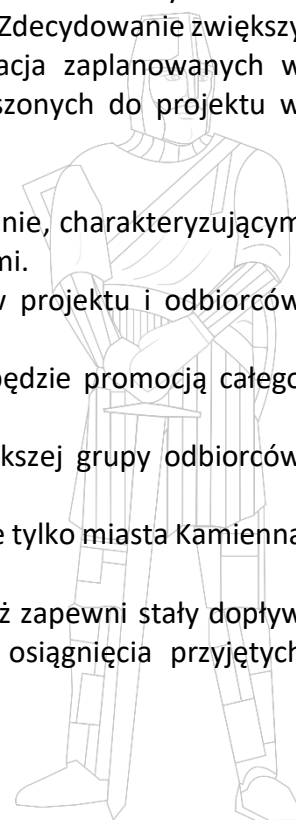 Zdecydowanie zwiększy
acja zaplanowanych w
szonych do projektu w
nie, charakteryzującym
mi.
w projektu i odbiorców
będzie promocją całego
kszej grupy odbiorców
e tylko miasta Kamienna
ż zapewni stały dopływ
osiągnięcia przyjętych